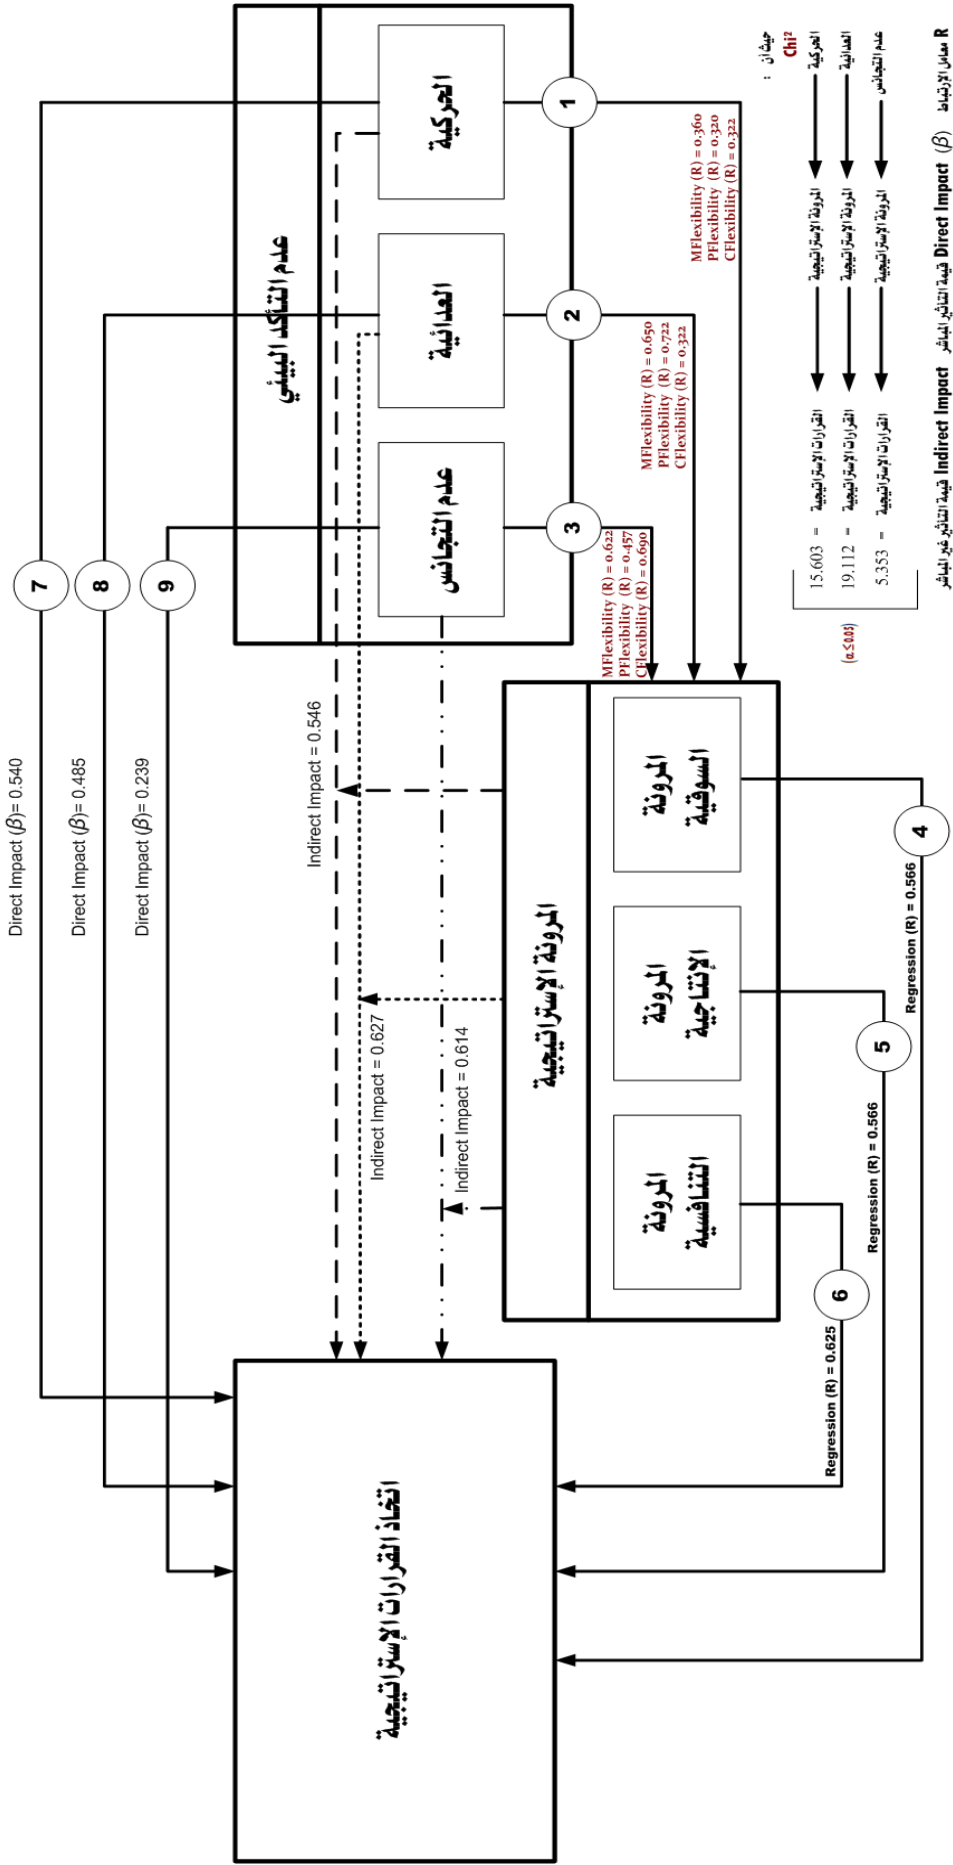 عدم التأكد البيئي
الحركية
العدائية
عدم التجانس
1
2
3
MFlexibility (R) = 0.360
PFlexibility (R) = 0.320
CFlexibility (R) = 0.322
MFlexibility (R) = 0.650
PFlexibility (R) = 0.722
CFlexibility (R) = 0.322
MFlexibility (R) = 0.622
PFlexibility (R) = 0.457
CFlexibility (R) = 0.690
7
8
9
Direct Impact (β)= 0.540
Direct Impact (β)= 0.485
Direct Impact (β)= 0.239
Indirect Impact = 0.546
Indirect Impact = 0.627
Indirect Impact = 0.614
المرونة الإستراتيجية
المرونة
السوقية
المرونة
الإنتاجية
المرونة
التنافسية
4
5
6
Regression (R) = 0.566
Regression (R) = 0.566
Regression (R) = 0.625
اتخاذ القرارات الإستراتيجية
حيث أن :
Chi²
الحركية المرونة الإستراتيجية القرارات الإستراتيجية = 15.603
العدائية المرونة الإستراتيجية القرارات الإستراتيجية = 19.112
عدم التجانس المرونة الإستراتيجية القرارات الإستراتيجية = 5.353
(α ≤ 0.05)
R معامل الارتباط (β) Direct Impact قيمة التأثير المباشر Indirect Impact قيمة التأثير غير المباشر